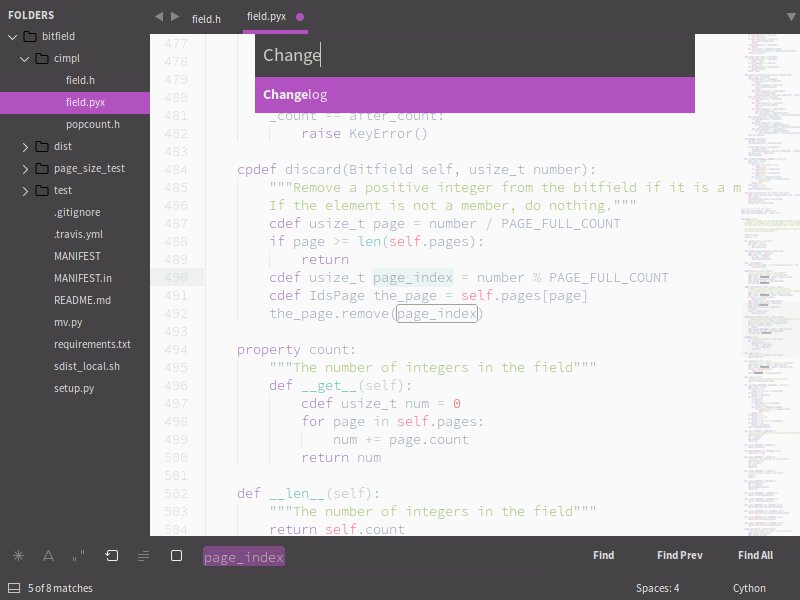 FOLDERS
bitfield
cimpl
field.h
field.pyx
popcount.h
dist
page_size_test
test
.gitignore
.travis.yml
MANIFEST
MANIFEST.in
README.md
mv.py
requirements.txt
sdist_local.sh
setup.py
field.h
field.pyx
Change
Changelog
477
478
479
480
481 _count == after_count:
482 raise KeyError()
483
484 cpdef discard(Bitfield self, usize_t number):
485 """Remove a positive integer from the bitfield if it is a m
486 If the element is not a member, do nothing."""
487 cdef usize_t page = number / PAGE_FULL_COUNT
488 if page >= len(self.pages):
489 return
490 cdef usize_t page_index = number % PAGE_FULL_COUNT
491 cdef IdsPage the_page = self.pages[page]
492 the_page.remove(page_index)
493
494 property count:
495 """The number of integers in the field"""
496 def __get__(self):
497 cdef usize_t num = 0
498 for page in self.pages:
499 num += page.count
500 return num
501
502 def __len__(self):
503 """The number of integers in the field"""
504 return self.count
page_index
Find Find Prev Find All
5 of 8 matches
Spaces: 4 Cython